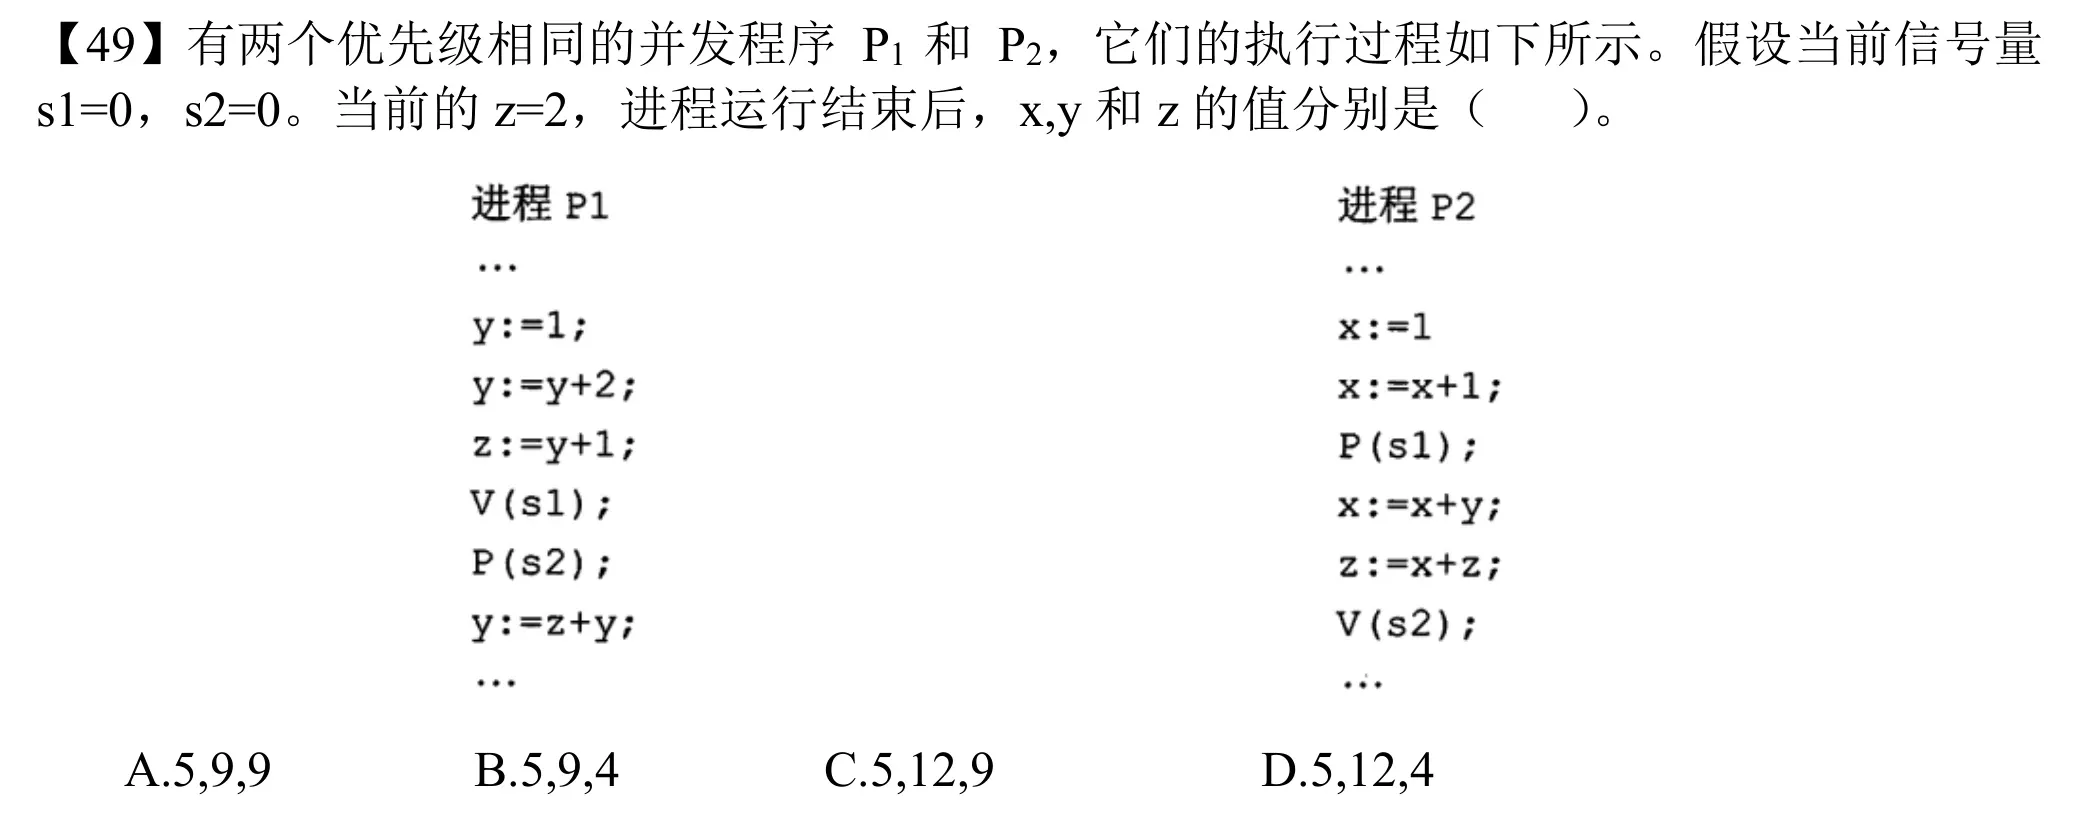 【49】有两个优先级相同的并发程序 P1 和 P2，它们的执行过程如下所示。假设当前信号量
s1=0，s2=0。当前的 z=2，进程运行结束后，x,y 和 z 的值分别是（　　）。
进程 P1　　进程 P2
…　　…
y:=1;　　x:=1
y:=y+2;　　x:=x+1;
z:=y+1;　　P(s1);
V(s1);　　x:=x+y;
P(s2);　　z:=x+z;
y:=z+y;　　V(s2);
…　　…
A.5,9,9　　B.5,9,4　　C.5,12,9　　D.5,12,4